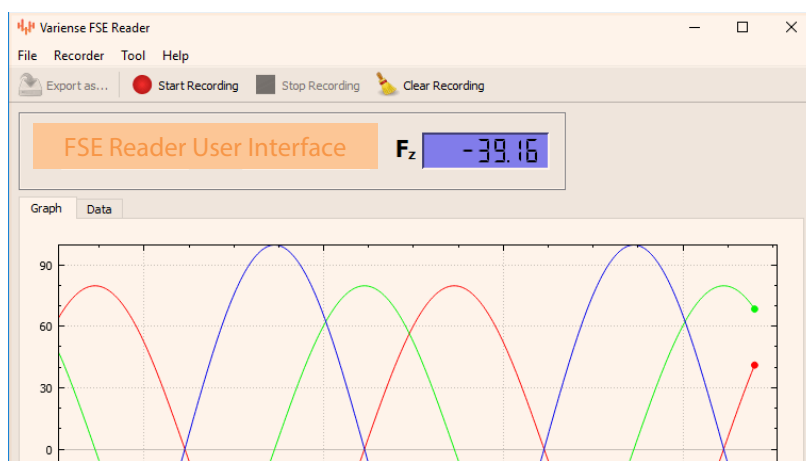 Variense FSE Reader
File Recorder Tool Help
Export as... Start Recording Stop Recording Clear Recording
FSE Reader User Interface Fz -39.16
Graph Data
90
60
30
0